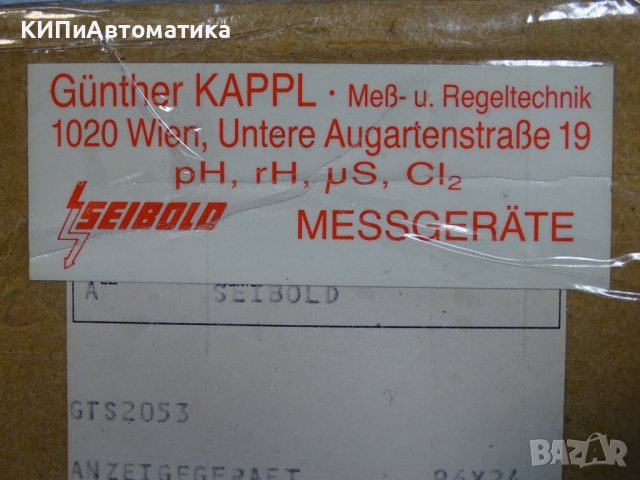 КИПиАвтоматика
Günther KAPPL · Meß- u. Regeltechnik
1020 Wien, Untere Augartenstraße 19
pH, rH, µS, Cl₂
SEIBOLD MESSGERÄTE
A SEIBOLD
GTS2053
ANZEIGEGERAET
BAZAR